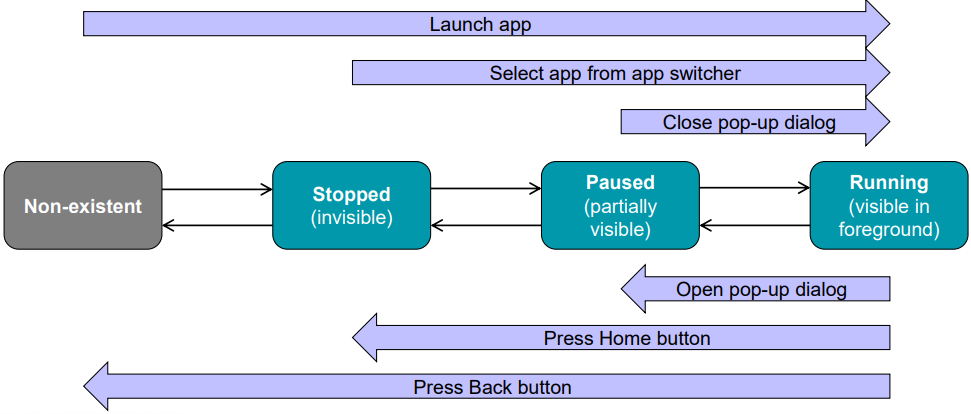 Launch app
Select app from app switcher
Close pop-up dialog
Non-existent
Stopped
(invisible)
Paused
(partially
visible)
Running
(visible in
foreground)
Open pop-up dialog
Press Home button
Press Back button